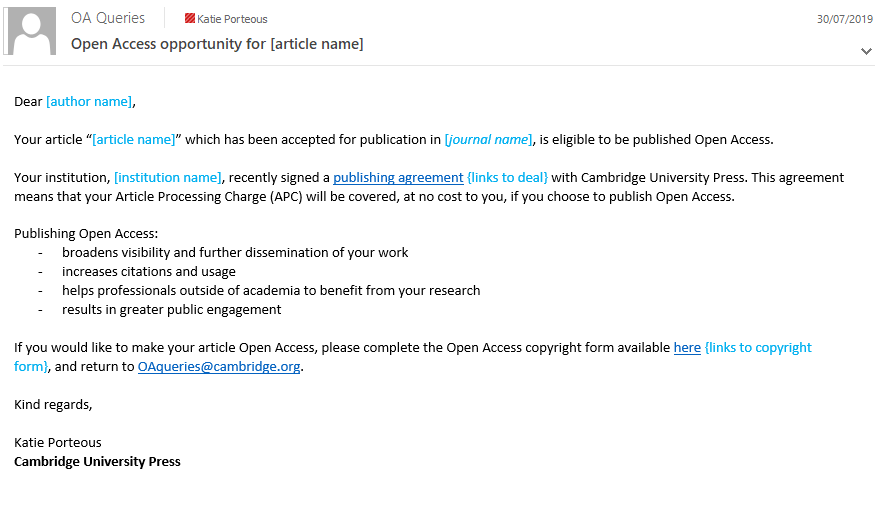 OA Queries
Katie Porteous
30/07/2019
Open Access opportunity for [article name]
Dear [author name],
Your article “[article name]” which has been accepted for publication in [journal name], is eligible to be published Open Access.
Your institution, [institution name], recently signed a publishing agreement {links to deal} with Cambridge University Press. This agreement
means that your Article Processing Charge (APC) will be covered, at no cost to you, if you choose to publish Open Access.
Publishing Open Access:
- broadens visibility and further dissemination of your work
- increases citations and usage
- helps professionals outside of academia to benefit from your research
- results in greater public engagement
If you would like to make your article Open Access, please complete the Open Access copyright form available here {links to copyright
form}, and return to OAqueries@cambridge.org.
Kind regards,
Katie Porteous
Cambridge University Press